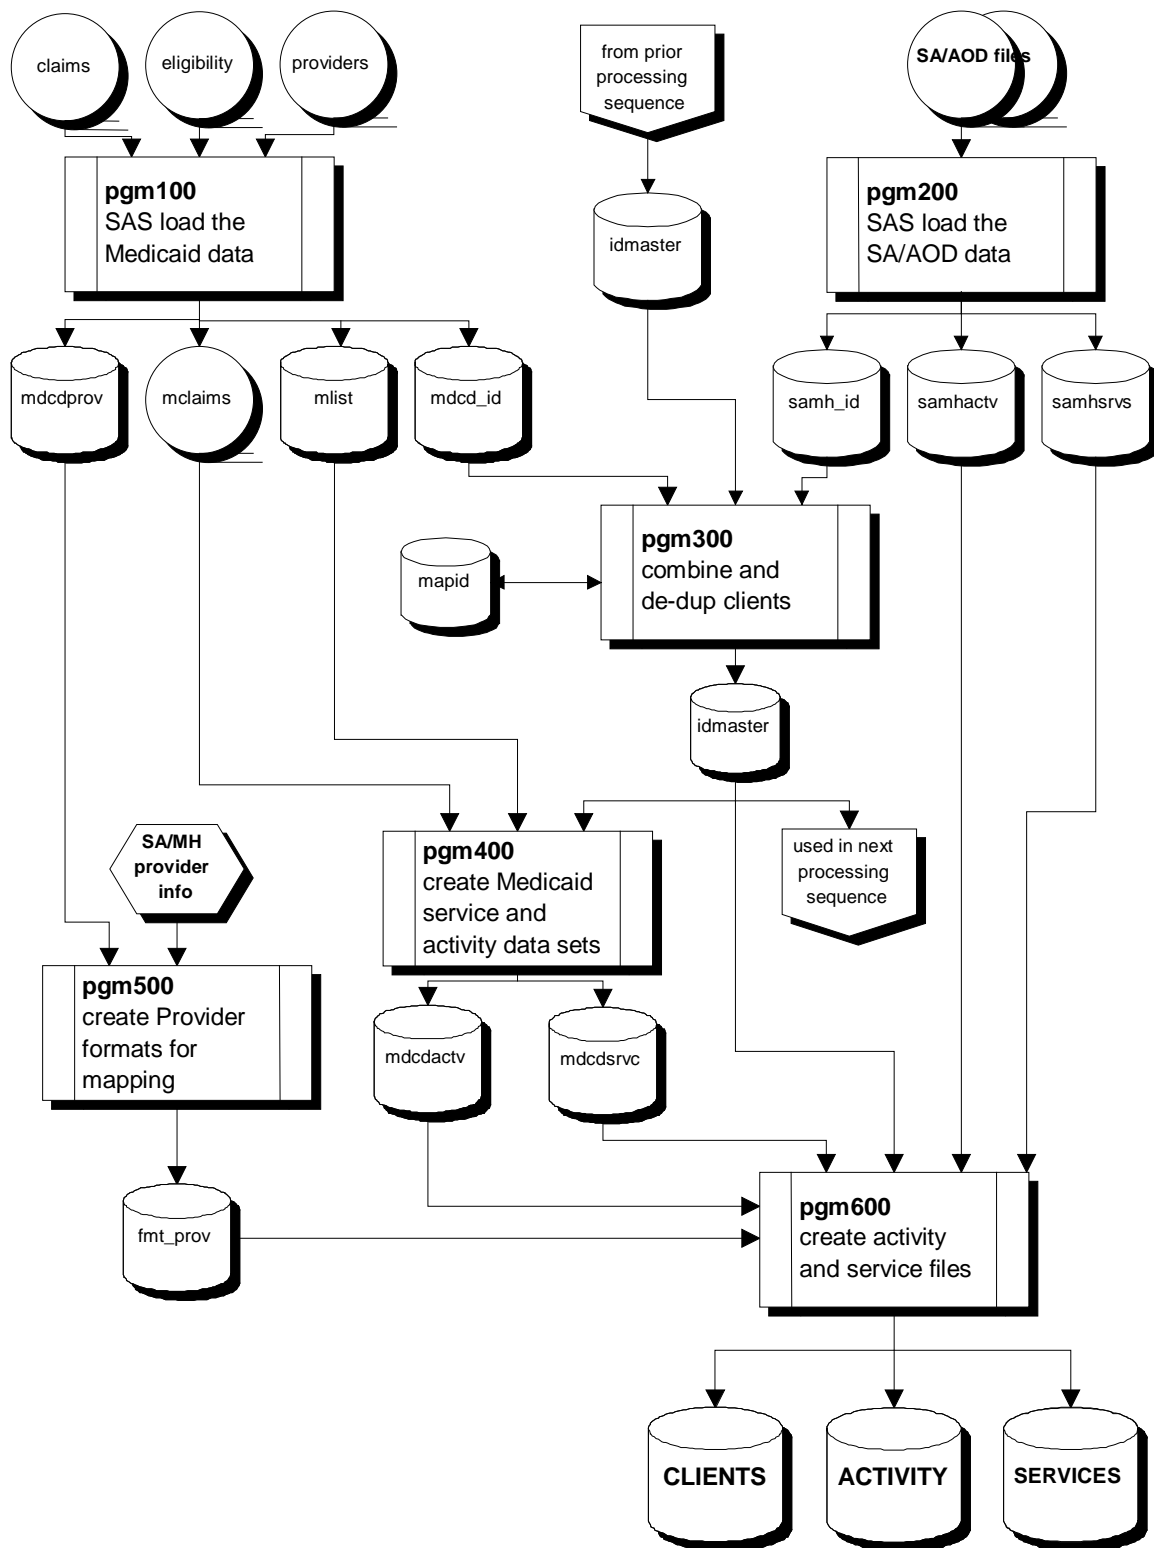 claims
eligibility
providers
from prior
processing
sequence
SA/AOD files
pgm100
SAS load the
Medicaid data
idmaster
pgm200
SAS load the
SA/AOD data
mdcdprov
mclaims
mlist
mdcd_id
samh_id
samhactv
samhsrvs
mapid
pgm300
combine and
de-dup clients
idmaster
SA/MH
provider
info
pgm400
create Medicaid
service and
activity data sets
used in next
processing
sequence
pgm500
create Provider
formats for
mapping
mdcdactv
mdcdsrvc
fmt_prov
pgm600
create activity
and service files
CLIENTS
ACTIVITY
SERVICES